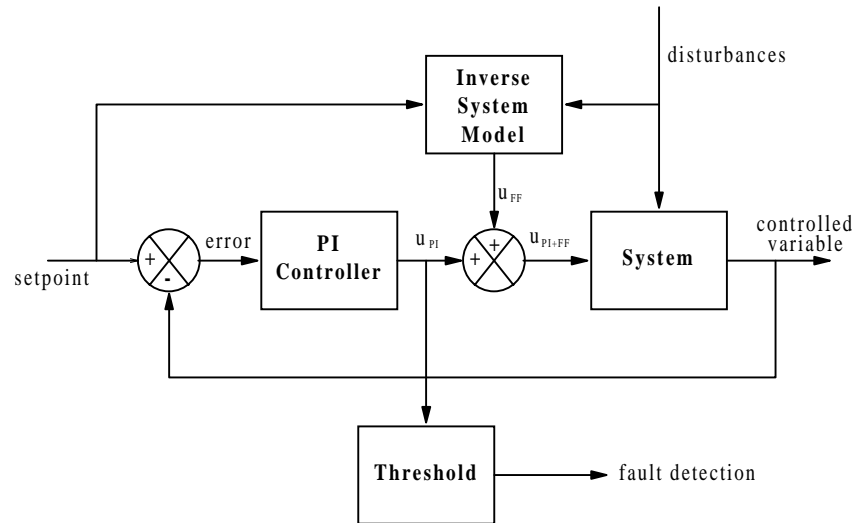 disturbances
Inverse
System
Model
u FF
setpoint
+
-
error
PI
Controller
u PI
+
+
u PI+FF
System
controlled
variable
Threshold
fault detection